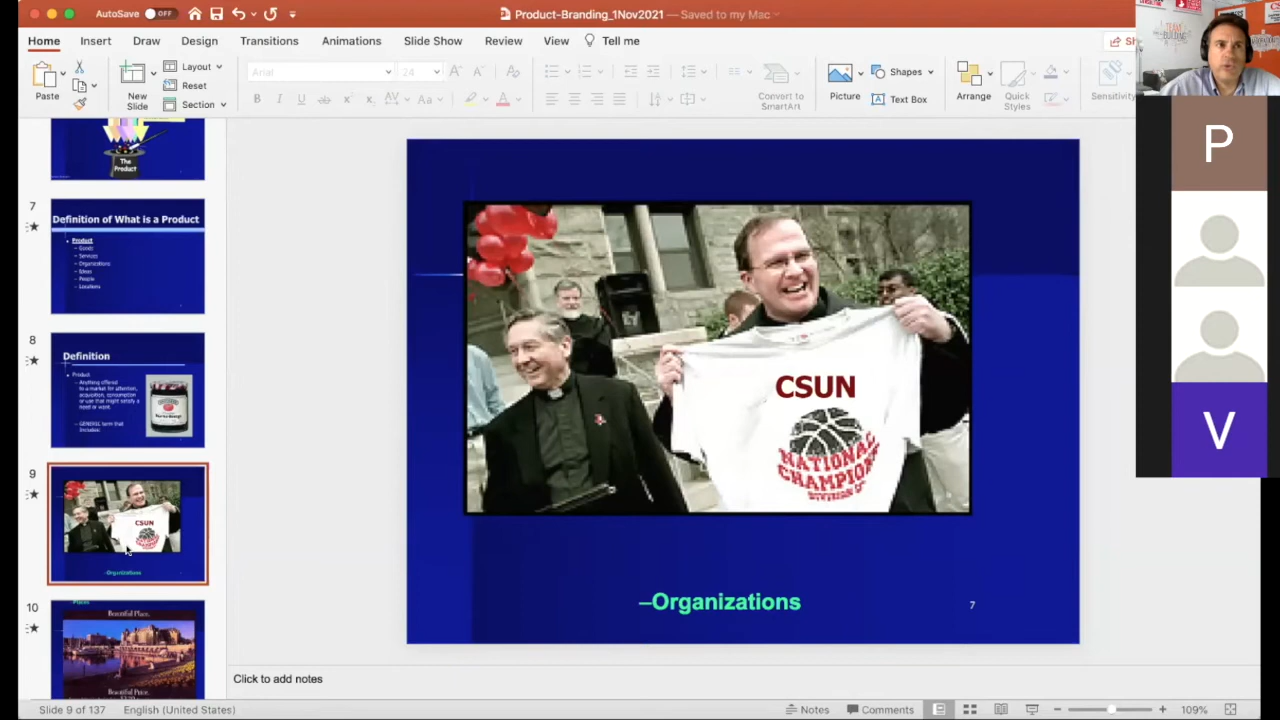 AutoSave OFF
Product-Branding_1Nov2021 — Saved to my Mac
Home Insert Draw Design Transitions Animations Slide Show Review View Tell me
Paste
New
Slide
Layout
Reset
Section
Arial 24
Convert to
SmartArt
Picture
Shapes
Text Box
Arrange
Quick
Styles
Sensitivity
The
Product
7
Definition of What is a Product
Product
– Goods
– Services
– Organizations
– Ideas
– People
– Locations
8
Definition
Product
– Anything offered
to a market for attention,
acquisition, consumption
or use that might satisfy a
need or want.
– GENERIC term that
includes:
9
CSUN
–Organizations
10
–Places
Beautiful Place.
Beautiful Place.
CSUN
NATIONAL
CHAMPIONS
–Organizations
7
P
V
Click to add notes
Slide 9 of 137 English (United States) Notes Comments 109%